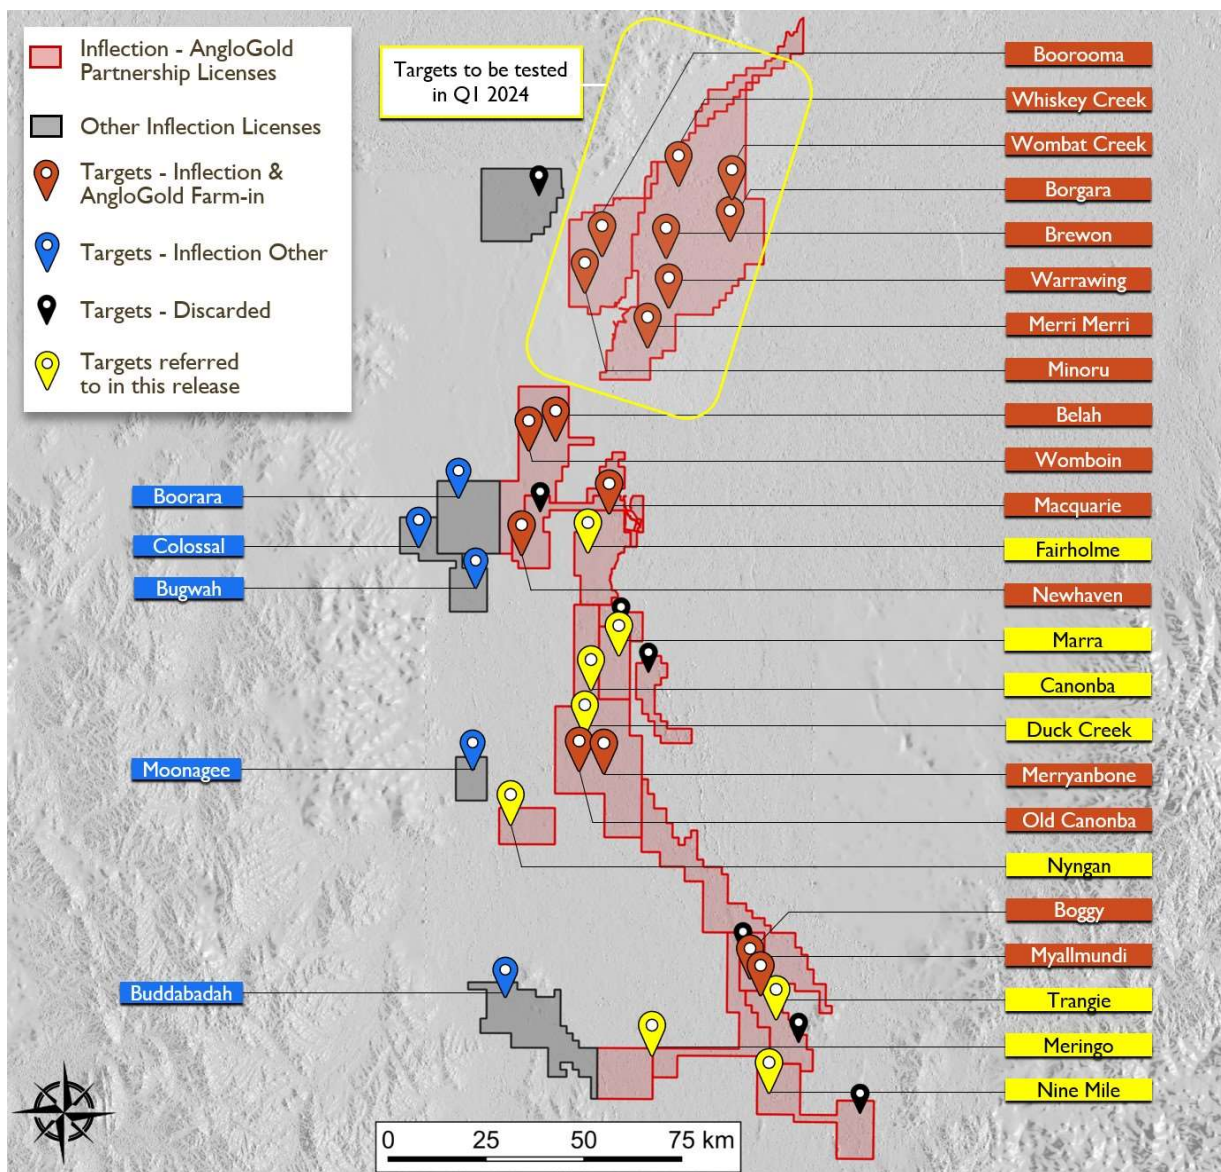 Inflection - AngloGold
Partnership Licenses
Other Inflection Licenses
Targets - Inflection &
AngloGold Farm-in
Targets - Inflection Other
Targets - Discarded
Targets referred
to in this release
Targets to be tested
in Q1 2024
Boorooma
Whiskey Creek
Wombat Creek
Borgara
Brewon
Warrawing
Merri Merri
Minoru
Belah
Womboin
Macquarie
Fairholme
Newhaven
Marra
Canonba
Duck Creek
Merryanbone
Old Canonba
Nyngan
Boggy
Myallmundi
Trangie
Meringo
Nine Mile
Boorara
Colossal
Bugwah
Moonagee
Buddabadah
0 25 50 75 km